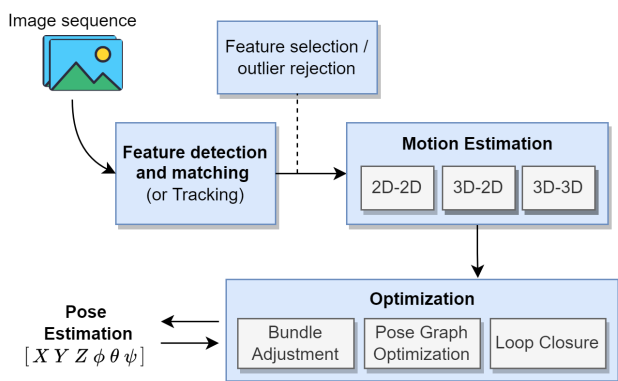 Image sequence
Feature selection /
outlier rejection
Feature detection
and matching
(or Tracking)
Motion Estimation
2D-2D
3D-2D
3D-3D
Optimization
Bundle
Adjustment
Pose Graph
Optimization
Loop Closure
Pose
Estimation
[ X Y Z ϕ θ ψ ]